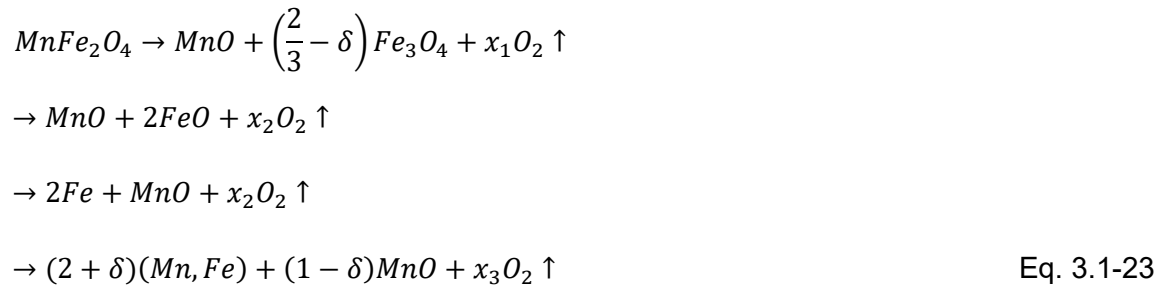 MnFe₂O₄ → MnO + (2/3 − δ) Fe₃O₄ + x₁O₂ ↑
→ MnO + 2FeO + x₂O₂ ↑
→ 2Fe + MnO + x₂O₂ ↑
→ (2 + δ)(Mn, Fe) + (1 − δ)MnO + x₃O₂ ↑ Eq. 3.1-23